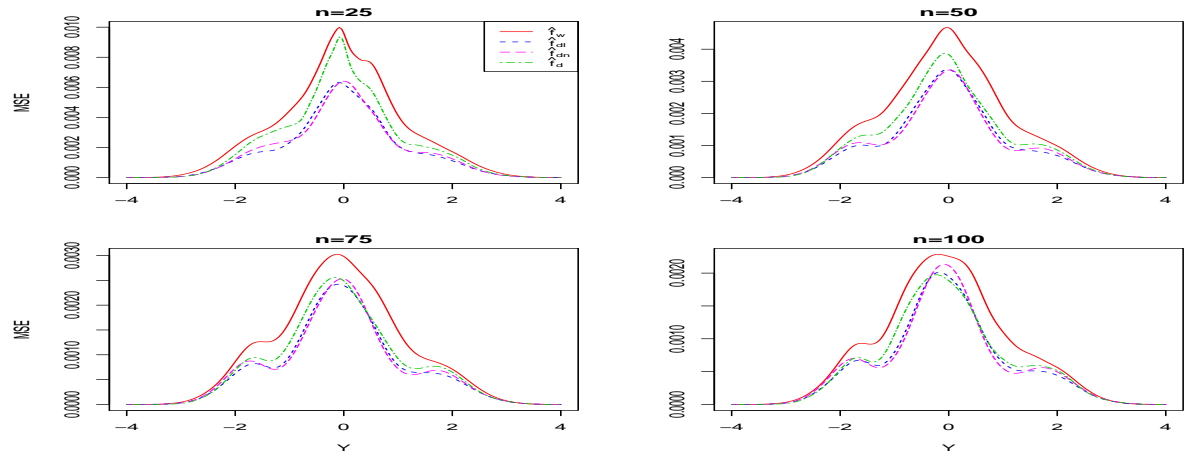 n=25
MSE
0.000 0.002 0.004 0.006 0.008 0.010
−4 −2 0 2 4
Y
f̂w
f̂dl
f̂dn
f̂d
n=50
0.000 0.001 0.002 0.003 0.004
−4 −2 0 2 4
Y
n=75
MSE
0.0000 0.0010 0.0020 0.0030
−4 −2 0 2 4
Y
n=100
0.0000 0.0010 0.0020
−4 −2 0 2 4
Y